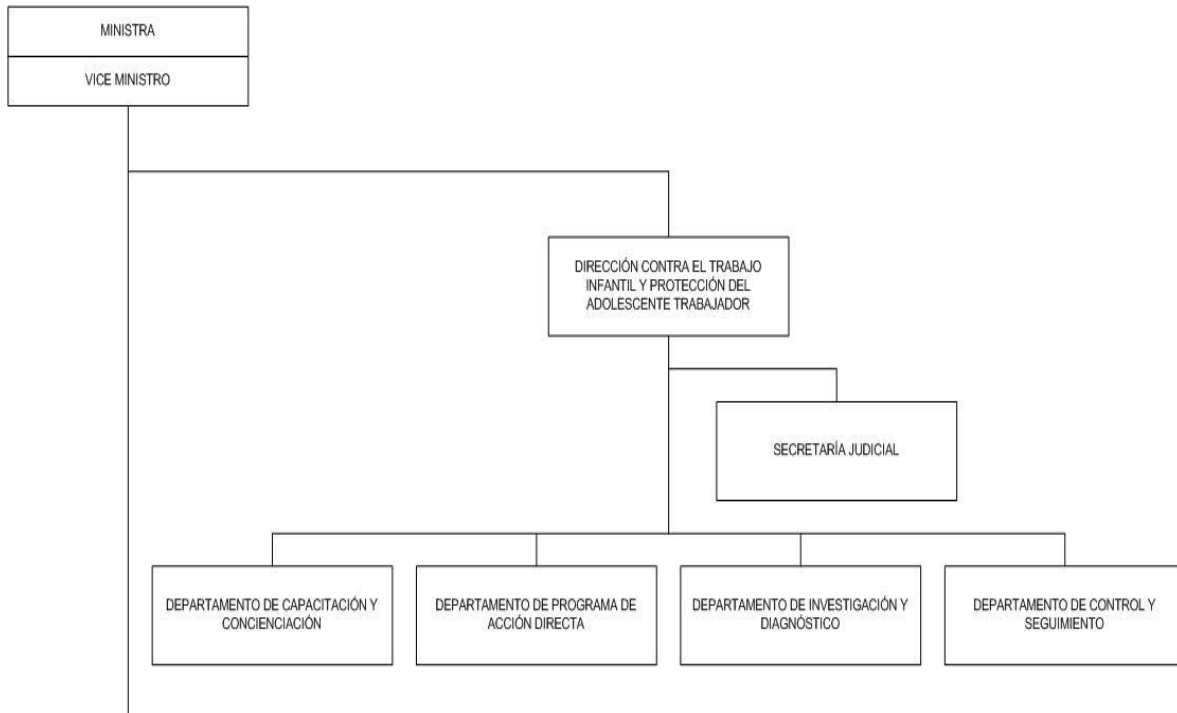 MINISTRA
VICE MINISTRO
DIRECCIÓN CONTRA EL TRABAJO
INFANTIL Y PROTECCIÓN DEL
ADOLESCENTE TRABAJADOR
SECRETARÍA JUDICIAL
DEPARTAMENTO DE CAPACITACIÓN Y
CONCIENCIACIÓN
DEPARTAMENTO DE PROGRAMA DE
ACCIÓN DIRECTA
DEPARTAMENTO DE INVESTIGACIÓN Y
DIAGNÓSTICO
DEPARTAMENTO DE CONTROL Y
SEGUIMIENTO